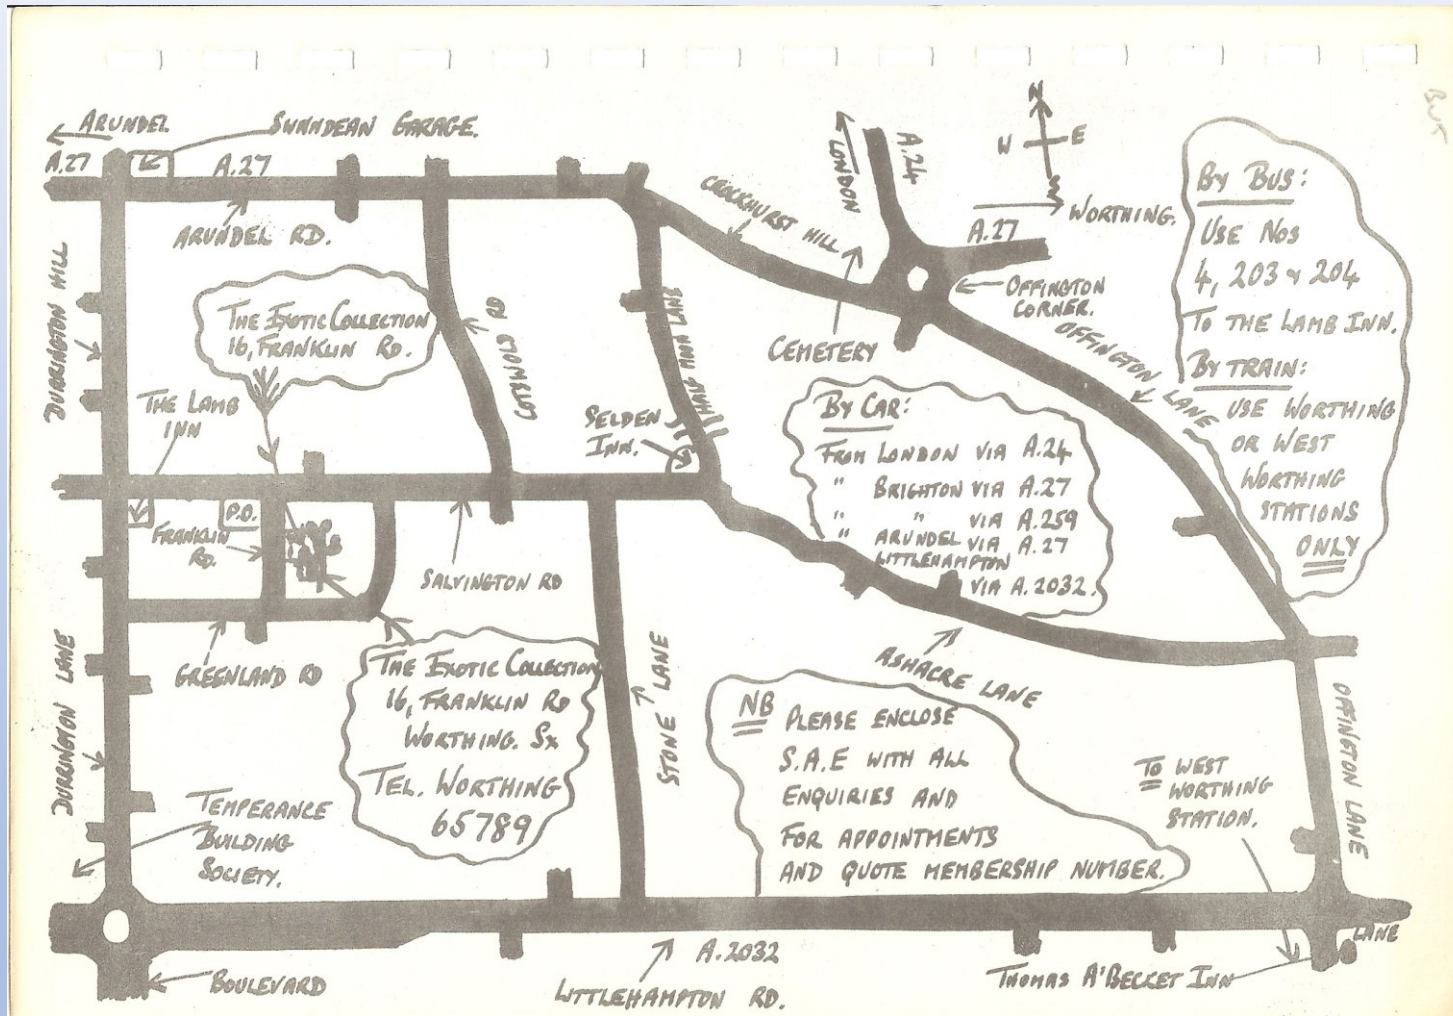 ARUNDEL
A.27
SUNNDEAN GARAGE.
A.27
ARUNDEL RD.
CROCKHURST HILL
LONDON
A.24
N
W E
S
WORTHING.
A.27
OFFINGTON
CORNER.
CEMETERY
OFFINGTON LANE
BY BUS:
USE NOS
4, 203 & 204
TO THE LAMB INN.
BY TRAIN:
USE WORTHING
OR WEST
WORTHING
STATIONS
ONLY
DURRINGTON HILL
THE EXOTIC COLLECTION
16, FRANKLIN RD.
COTSWOLD RD
HALF MOON LANE
THE LAMB
INN
SELDEN
INN.
BY CAR:
FROM LONDON VIA A.24
" BRIGHTON VIA A.27
" " VIA A.259
" ARUNDEL VIA A.27
LITTLEHAMPTON
VIA A.2032.
P.O.
FRANKLIN
RD.
SALVINGTON RD
GREENLAND RD
DURRINGTON LANE
THE EXOTIC COLLECTION
16, FRANKLIN RD
WORTHING. SX
TEL. WORTHING
65789
STONE LANE
ASHACRE LANE
NB PLEASE ENCLOSE
S.A.E WITH ALL
ENQUIRIES AND
FOR APPOINTMENTS
AND QUOTE MEMBERSHIP NUMBER.
TO WEST
WORTHING
STATION.
OFFINGTON LANE
TEMPERANCE
BUILDING
SOCIETY.
BOULEVARD
A.2032
LITTLEHAMPTON RD.
THOMAS A'BECKET INN
LANE